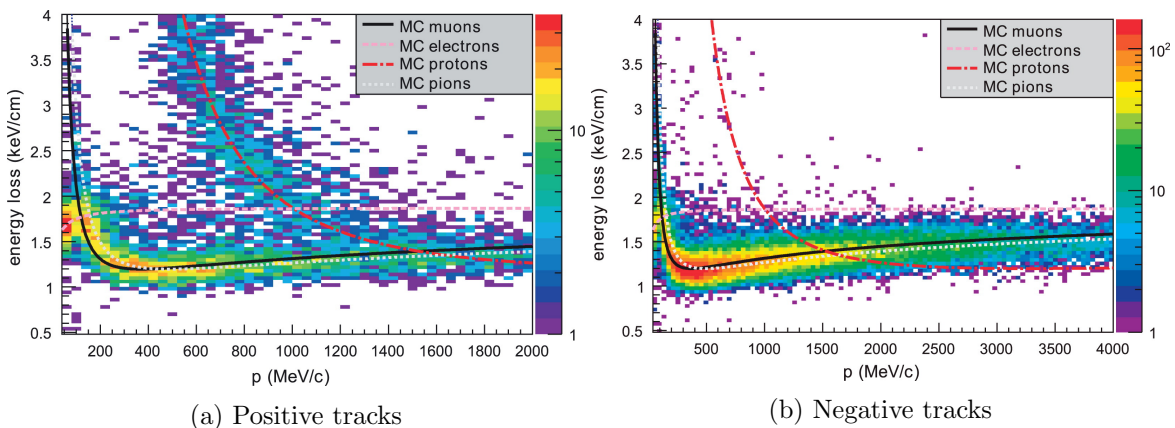 4
3.5
3
2.5
2
1.5
1
0.5
energy loss (keV/cm)
MC muons
MC electrons
MC protons
MC pions
10
1
200 400 600 800 1000 1200 1400 1600 1800 2000
p (MeV/c)
(a) Positive tracks
4
3.5
3
2.5
2
1.5
1
0.5
energy loss (keV/cm)
MC muons
MC electrons
MC protons
MC pions
10²
10
1
500 1000 1500 2000 2500 3000 3500 4000
p (MeV/c)
(b) Negative tracks